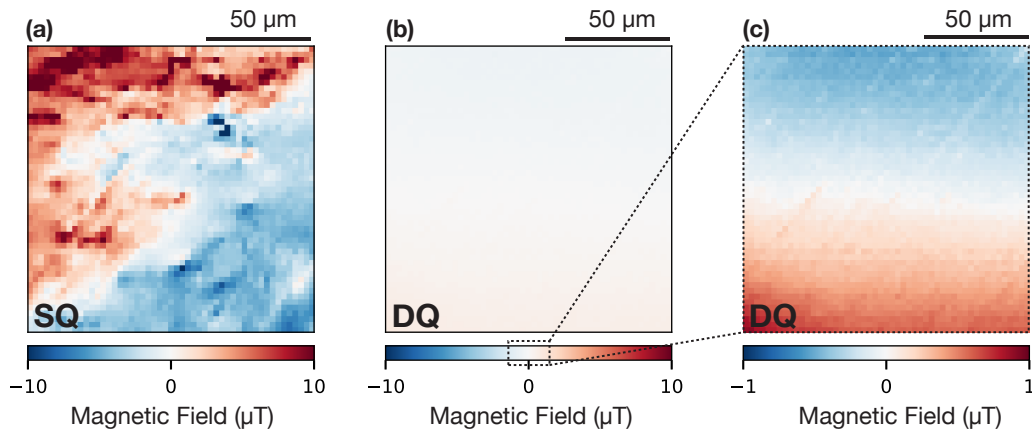 (a) 50 µm
SQ
−10 0 10
Magnetic Field (µT)
(b) 50 µm
DQ
−10 0 10
Magnetic Field (µT)
(c) 50 µm
DQ
−1 0 1
Magnetic Field (µT)